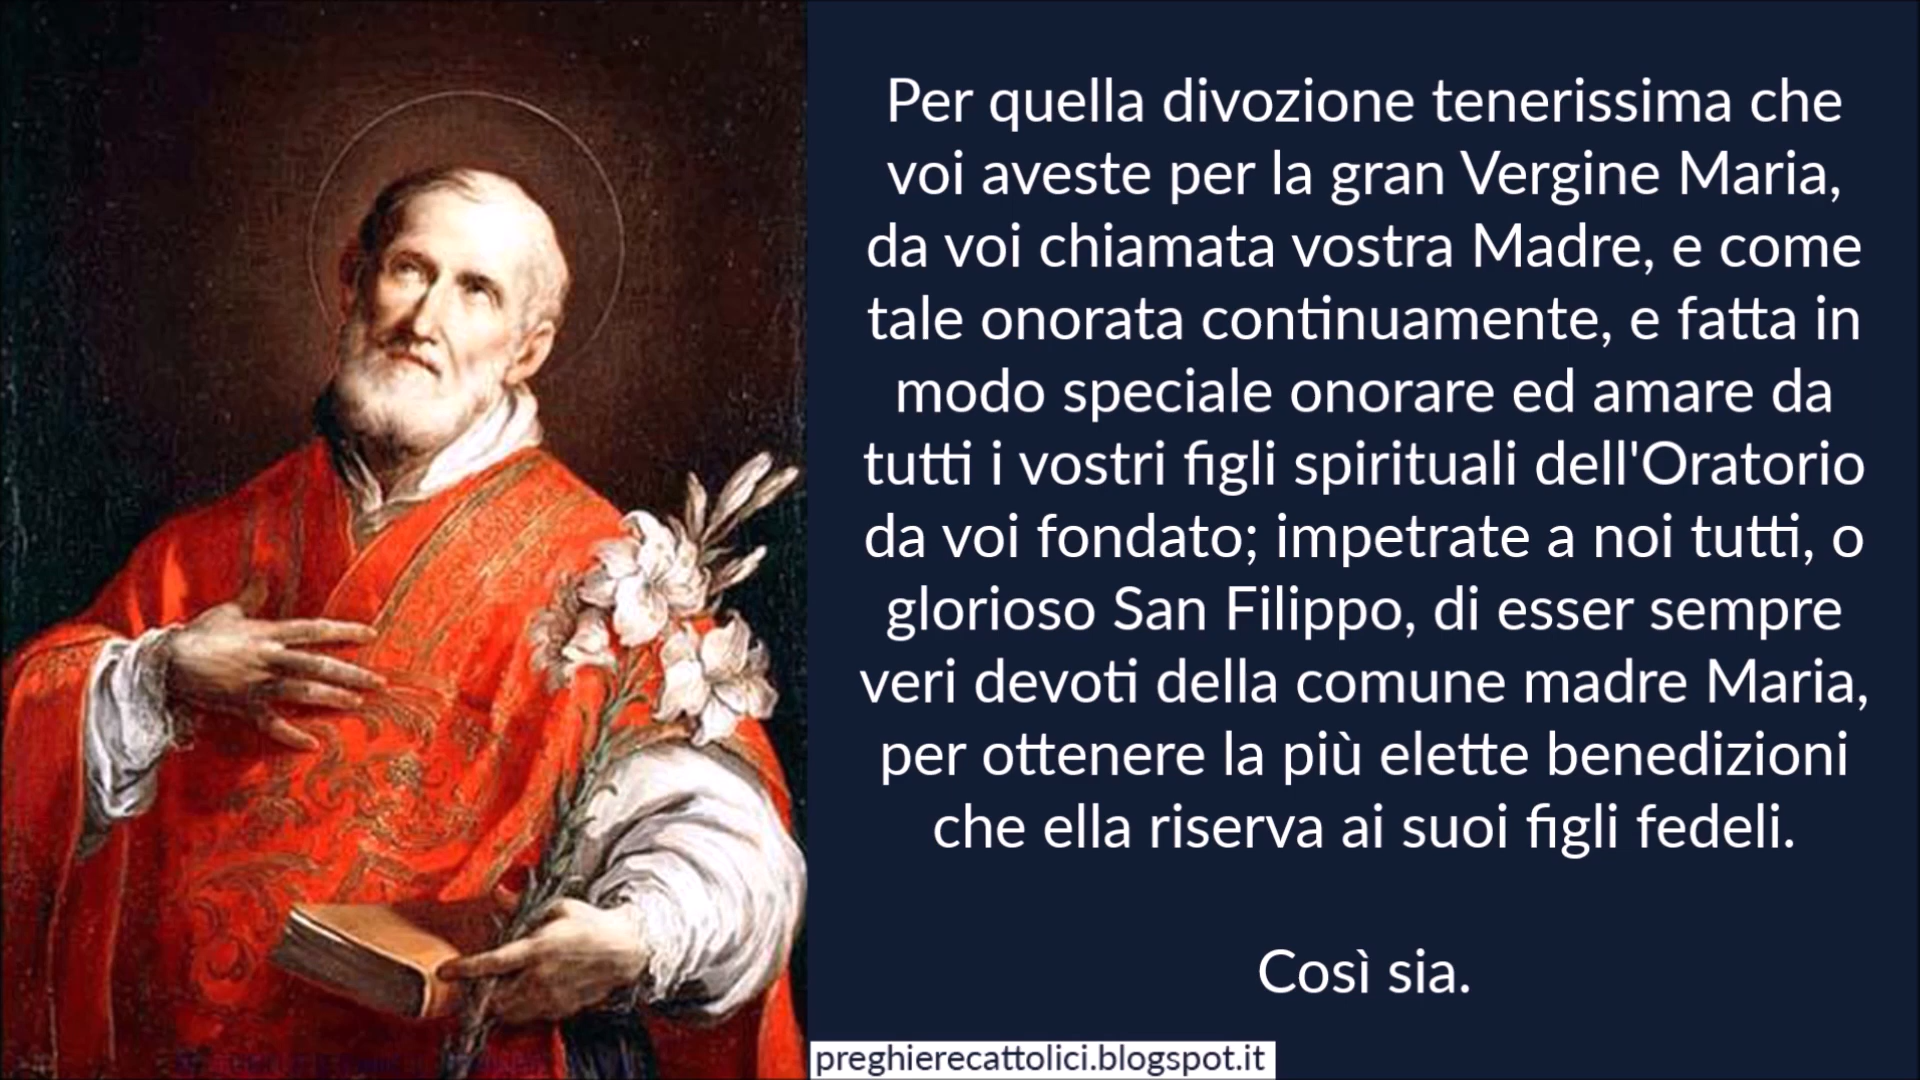 Per quella divozione tenerissima che
voi aveste per la gran Vergine Maria,
da voi chiamata vostra Madre, e come
tale onorata continuamente, e fatta in
modo speciale onorare ed amare da
tutti i vostri figli spirituali dell'Oratorio
da voi fondato; impetrate a noi tutti, o
glorioso San Filippo, di esser sempre
veri devoti della comune madre Maria,
per ottenere la più elette benedizioni
che ella riserva ai suoi figli fedeli.
Così sia.
preghierecattolici.blogspot.it